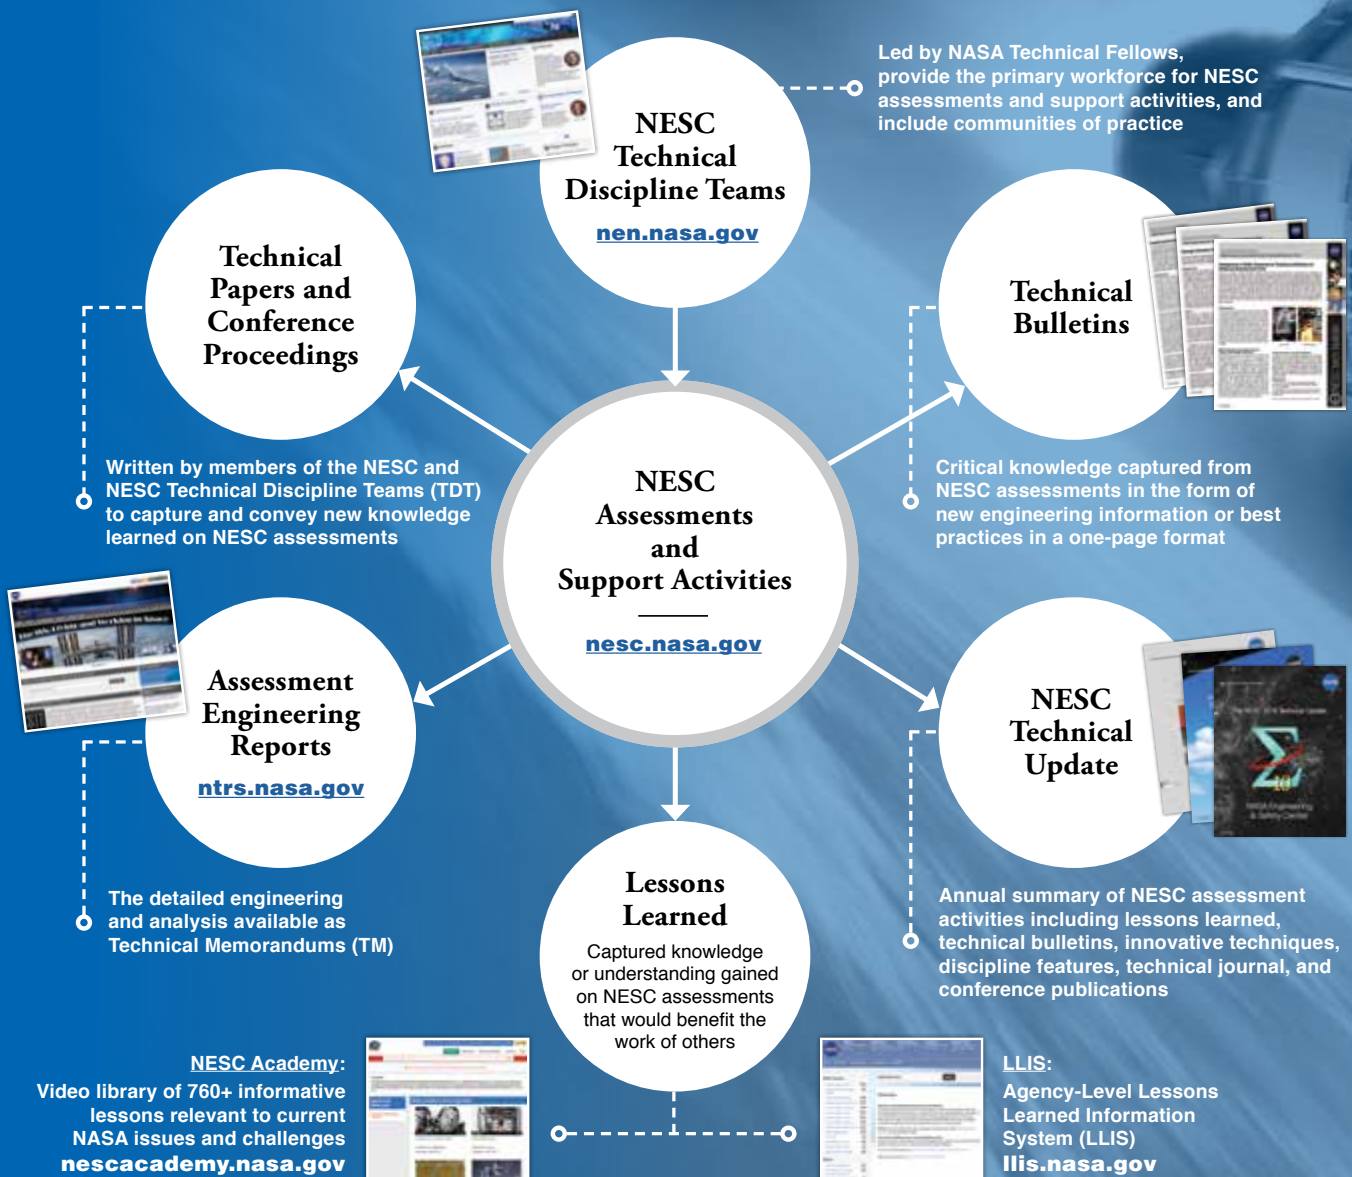 NESC
Technical
Discipline Teams
nen.nasa.gov
Led by NASA Technical Fellows,
provide the primary workforce for NESC
assessments and support activities, and
include communities of practice
Technical
Papers and
Conference
Proceedings
Written by members of the NESC and
NESC Technical Discipline Teams (TDT)
to capture and convey new knowledge
learned on NESC assessments
Technical
Bulletins
Critical knowledge captured from
NESC assessments in the form of
new engineering information or best
practices in a one-page format
NESC
Assessments
and
Support Activities
nesc.nasa.gov
Assessment
Engineering
Reports
ntrs.nasa.gov
The detailed engineering
and analysis available as
Technical Memorandums (TM)
NESC
Technical
Update
NASA Engineering
& Safety Center
Annual summary of NESC assessment
activities including lessons learned,
technical bulletins, innovative techniques,
discipline features, technical journal, and
conference publications
Lessons
Learned
Captured knowledge
or understanding gained
on NESC assessments
that would benefit the
work of others
NESC Academy:
Video library of 760+ informative
lessons relevant to current
NASA issues and challenges
nescacademy.nasa.gov
LLIS:
Agency-Level Lessons
Learned Information
System (LLIS)
llis.nasa.gov